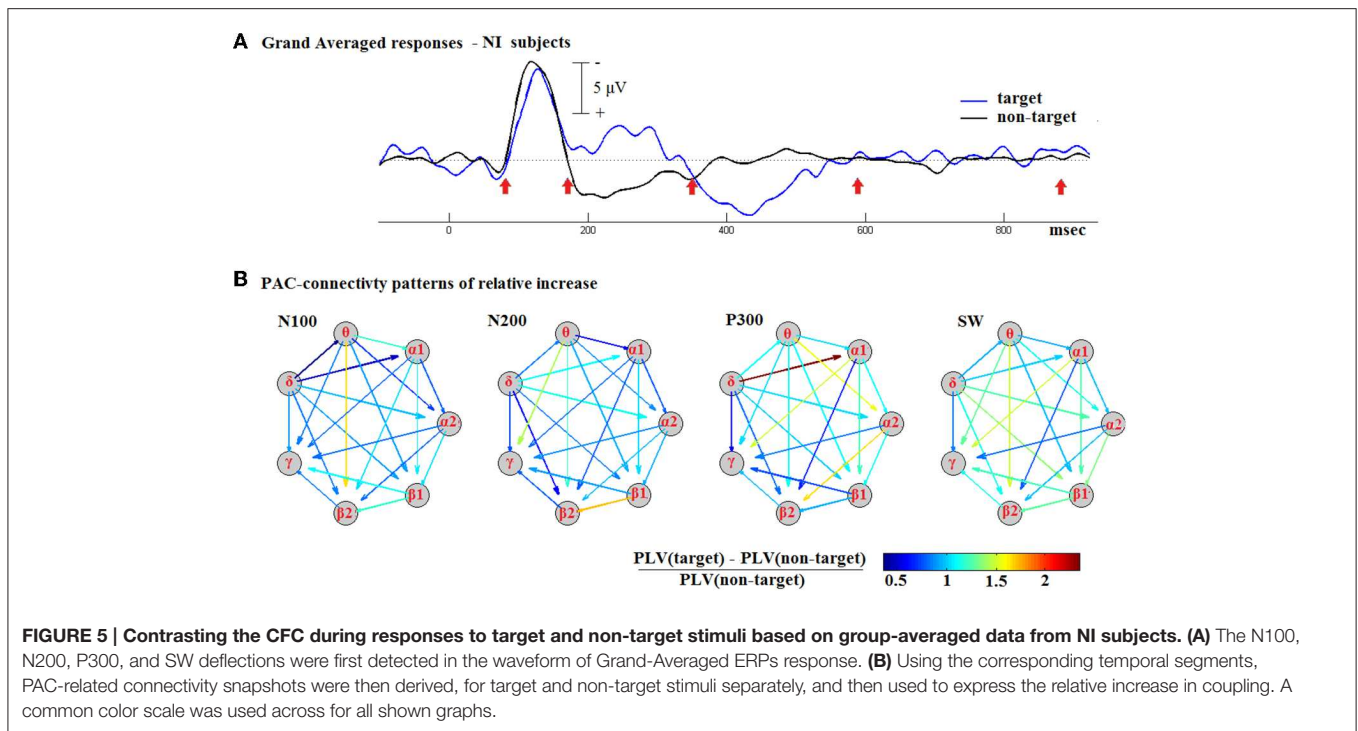 A Grand Averaged responses - NI subjects
-
5 µV
+
target
non-target
0 200 400 600 800 msec
B PAC-connectivty patterns of relative increase
N100 N200 P300 SW
θ α1 δ α2 γ β1 β2
θ α1 δ α2 γ β1 β2
θ α1 δ α2 γ β1 β2
θ α1 δ α2 γ β1 β2
PLV(target) - PLV(non-target)
PLV(non-target)
0.5 1 1.5 2
FIGURE 5 | Contrasting the CFC during responses to target and non-target stimuli based on group-averaged data from NI subjects. (A) The N100,
N200, P300, and SW deflections were first detected in the waveform of Grand-Averaged ERPs response. (B) Using the corresponding temporal segments,
PAC-related connectivity snapshots were then derived, for target and non-target stimuli separately, and then used to express the relative increase in coupling. A
common color scale was used across for all shown graphs.